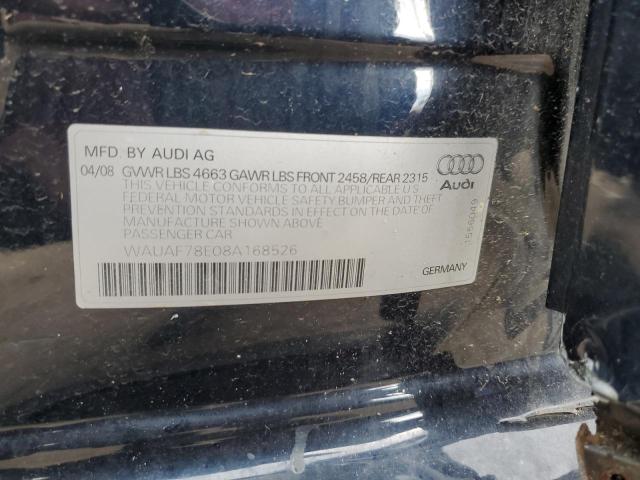 MFD. BY AUDI AG
04/08 GVWR LBS 4663 GAWR LBS FRONT 2458/REAR 2315
THIS VEHICLE CONFORMS TO ALL APPLICABLE U.S.
FEDERAL MOTOR VEHICLE SAFETY BUMPER AND THEFT
PREVENTION STANDARDS IN EFFECT ON THE DATE OF
MANUFACTURE SHOWN ABOVE
PASSENGER CAR
WAUAF78E08A168526
Audi
GERMANY